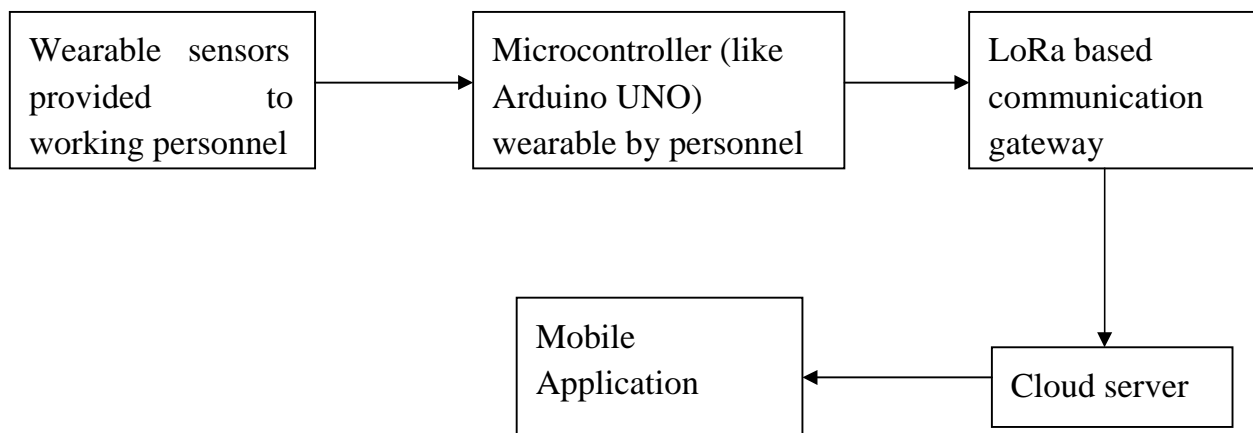 Wearable sensors
provided to
working personnel
Microcontroller (like
Arduino UNO)
wearable by personnel
LoRa based
communication
gateway
Mobile
Application
Cloud server